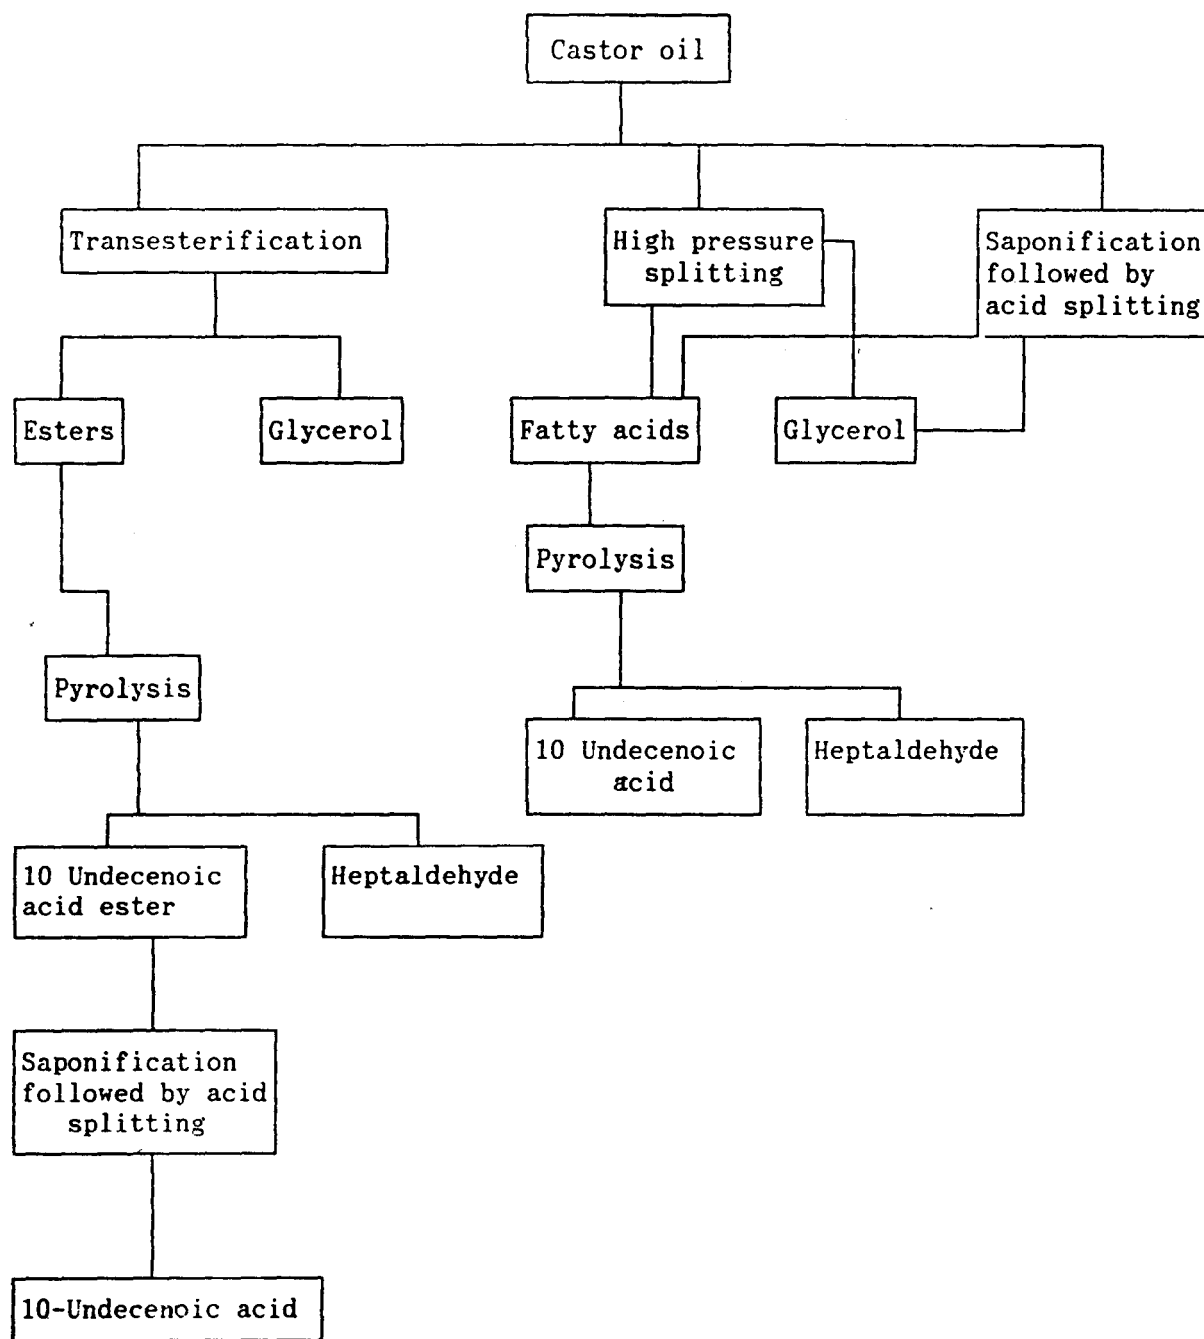 Castor oil
Transesterification
High pressure
splitting
Saponification
followed by
acid splitting
Esters
Glycerol
Fatty acids
Glycerol
Pyrolysis
Pyrolysis
10 Undecenoic
acid
Heptaldehyde
10 Undecenoic
acid ester
Heptaldehyde
Saponification
followed by acid
splitting
10-Undecenoic acid